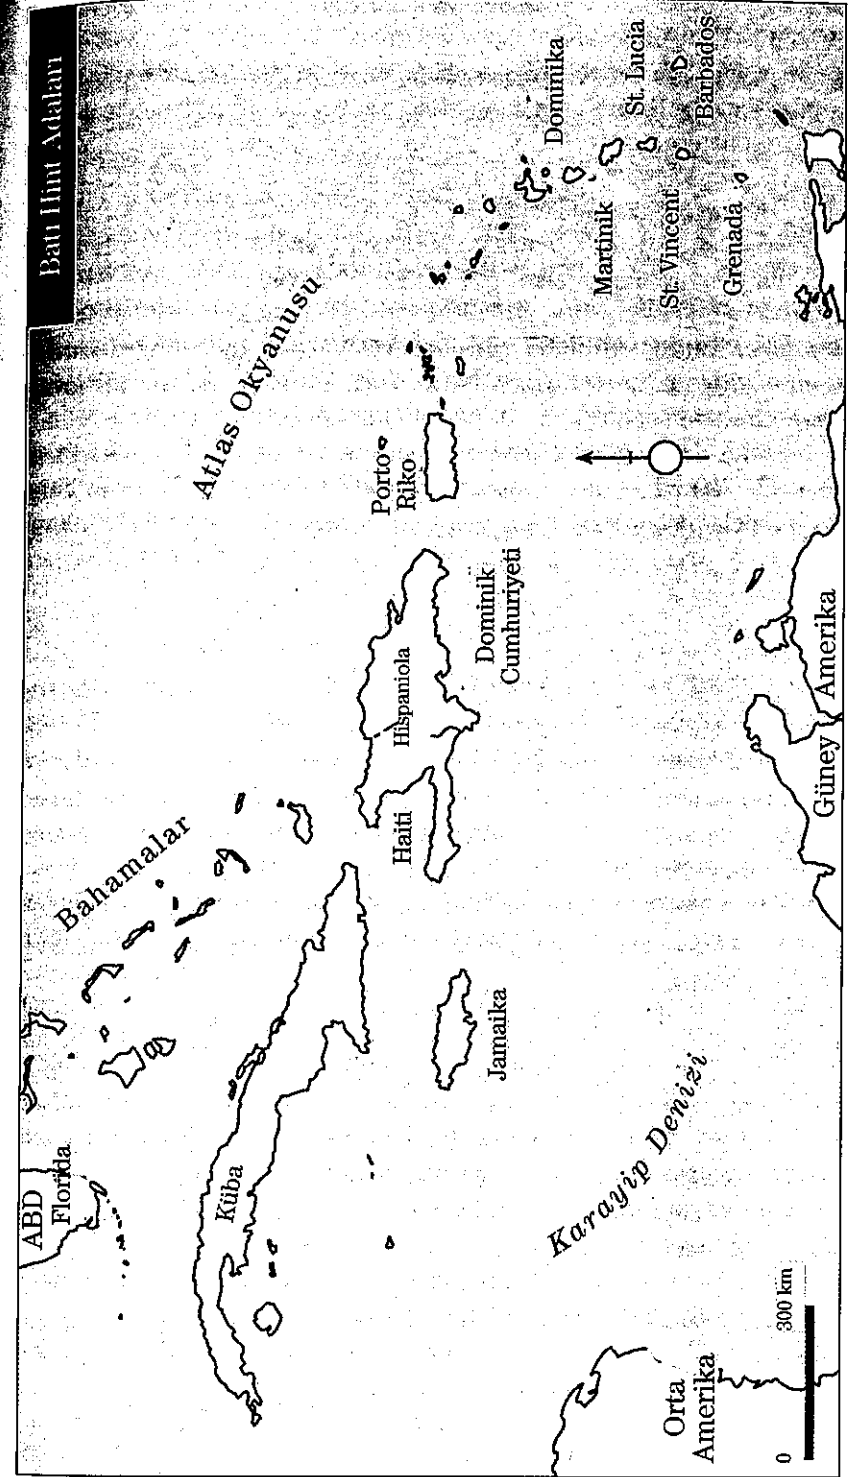 Batı Hint Adaları
ABD
Florida
Bahamalar
Atlas Okyanusu
Küba
Haiti
Hispaniola
Dominik
Cumhuriyeti
Porto
Riko
Jamaika
Dominika
Martinik
St. Lucia
St. Vincent
Barbados
Grenada
Karayip Denizi
Orta
Amerika
Güney Amerika
0 300 km